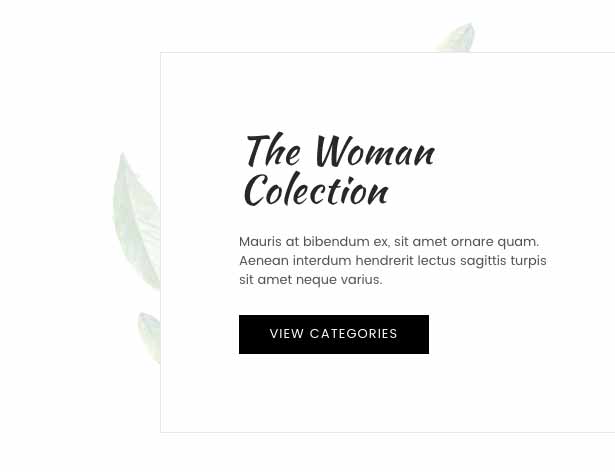 The Woman
Colection
Mauris at bibendum ex, sit amet ornare quam.
Aenean interdum hendrerit lectus sagittis turpis
sit amet neque varius.
VIEW CATEGORIES